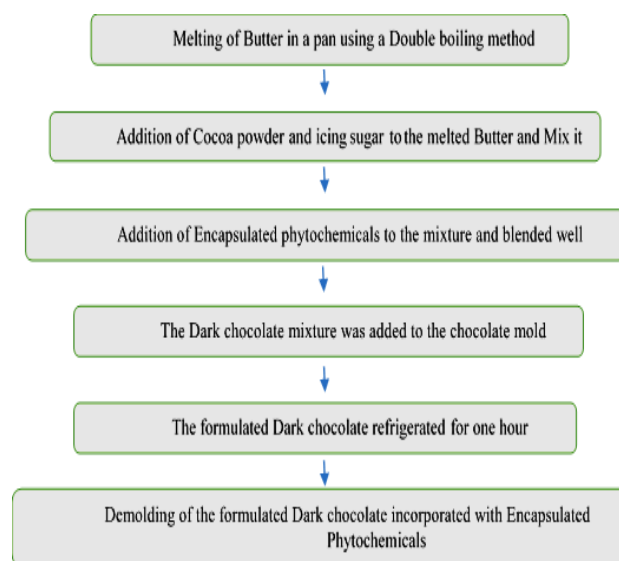 Melting of Butter in a pan using a Double boiling method
Addition of Cocoa powder and icing sugar to the melted Butter and Mix it
Addition of Encapsulated phytochemicals to the mixture and blended well
The Dark chocolate mixture was added to the chocolate mold
The formulated Dark chocolate refrigerated for one hour
Demolding of the formulated Dark chocolate incorporated with Encapsulated
Phytochemicals